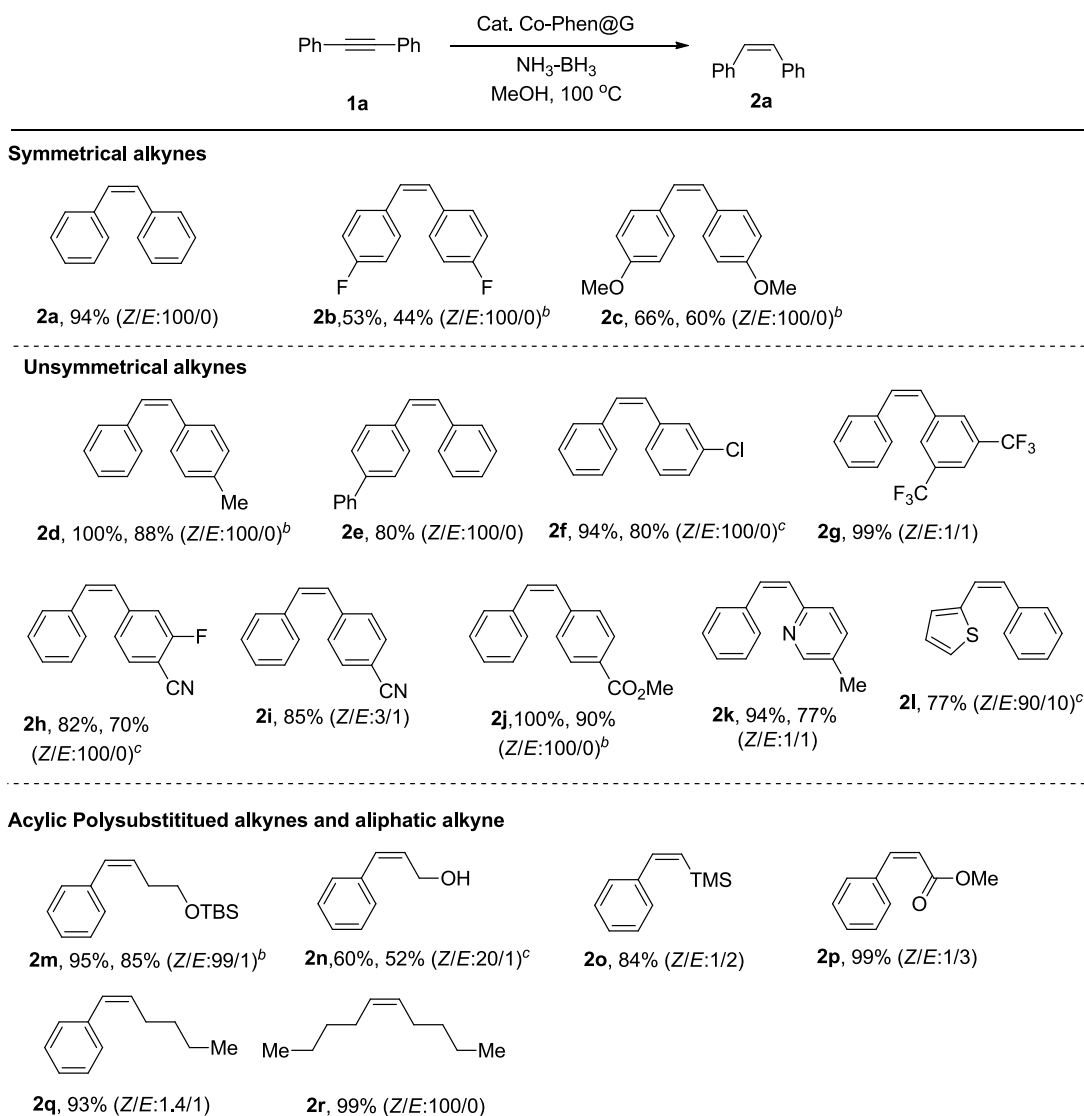 Cat. Co-Phen@G
Ph Ph
NH3-BH3
MeOH, 100 °C
Ph Ph
1a 2a
Symmetrical alkynes
F F
MeO OMe
2a, 94% (Z/E:100/0)
2b,53%, 44% (Z/E:100/0)b
2c, 66%, 60% (Z/E:100/0)b
Unsymmetrical alkynes
Me
Ph
Cl
CF3
F3C
2d, 100%, 88% (Z/E:100/0)b
2e, 80% (Z/E:100/0)
2f, 94%, 80% (Z/E:100/0)c
2g, 99% (Z/E:1/1)
F
CN
CN
CO2Me
N
Me
S
2h, 82%, 70%
(Z/E:100/0)c
2i, 85% (Z/E:3/1)
2j,100%, 90%
(Z/E:100/0)b
2k, 94%, 77%
(Z/E:1/1)
2l, 77% (Z/E:90/10)c
Acylic Polysubstititued alkynes and aliphatic alkyne
OTBS
OH
TMS
OMe
O
2m, 95%, 85% (Z/E:99/1)b
2n,60%, 52% (Z/E:20/1)c
2o, 84% (Z/E:1/2)
2p, 99% (Z/E:1/3)
Me
Me Me
2q, 93% (Z/E:1.4/1)
2r, 99% (Z/E:100/0)